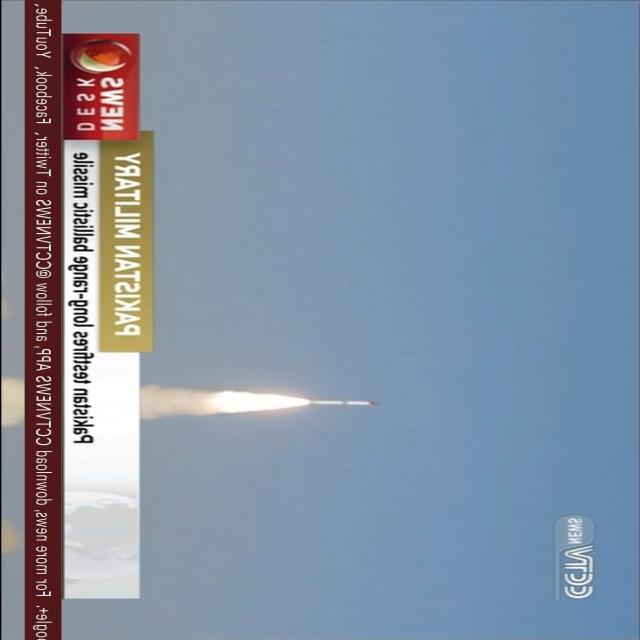 CCTV NEWS
NEWS
DESK
PAKISTAN MILITARY
Pakistan testfires long-range ballistic missile
ogle+. For more news, download CCTVNEWS APP, and follow @CCTVNEWS on Twitter, Facebook, YouTube,